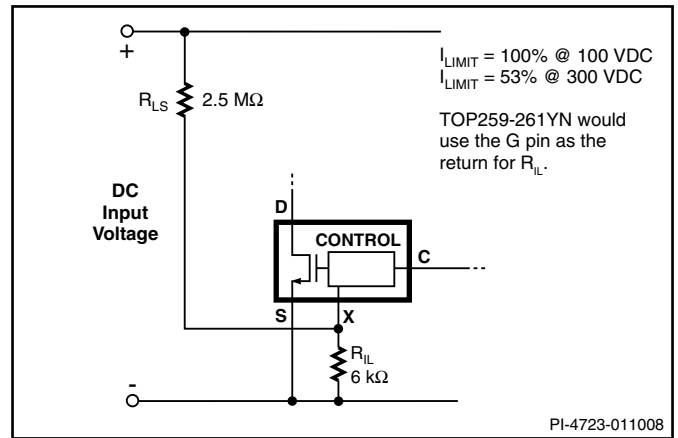 +
I_LIMIT = 100% @ 100 VDC
I_LIMIT = 53% @ 300 VDC
R_LS 2.5 MΩ
TOP259-261YN would
use the G pin as the
return for R_IL.
DC
Input
Voltage
D
CONTROL
C
S
X
R_IL
6 kΩ
-
PI-4723-011008